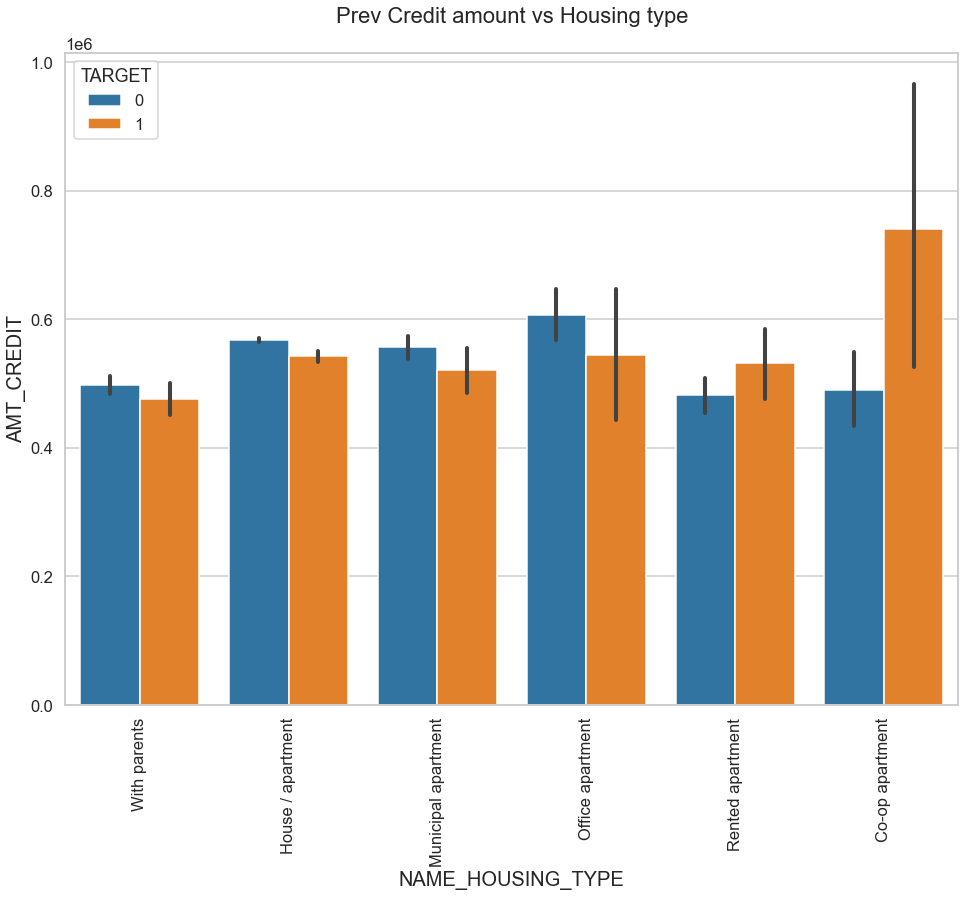 Prev Credit amount vs Housing type
1e6
TARGET
0
1
1.0
0.8
0.6
0.4
0.2
0.0
AMT_CREDIT
With parents
House / apartment
Municipal apartment
Office apartment
Rented apartment
Co-op apartment
NAME_HOUSING_TYPE